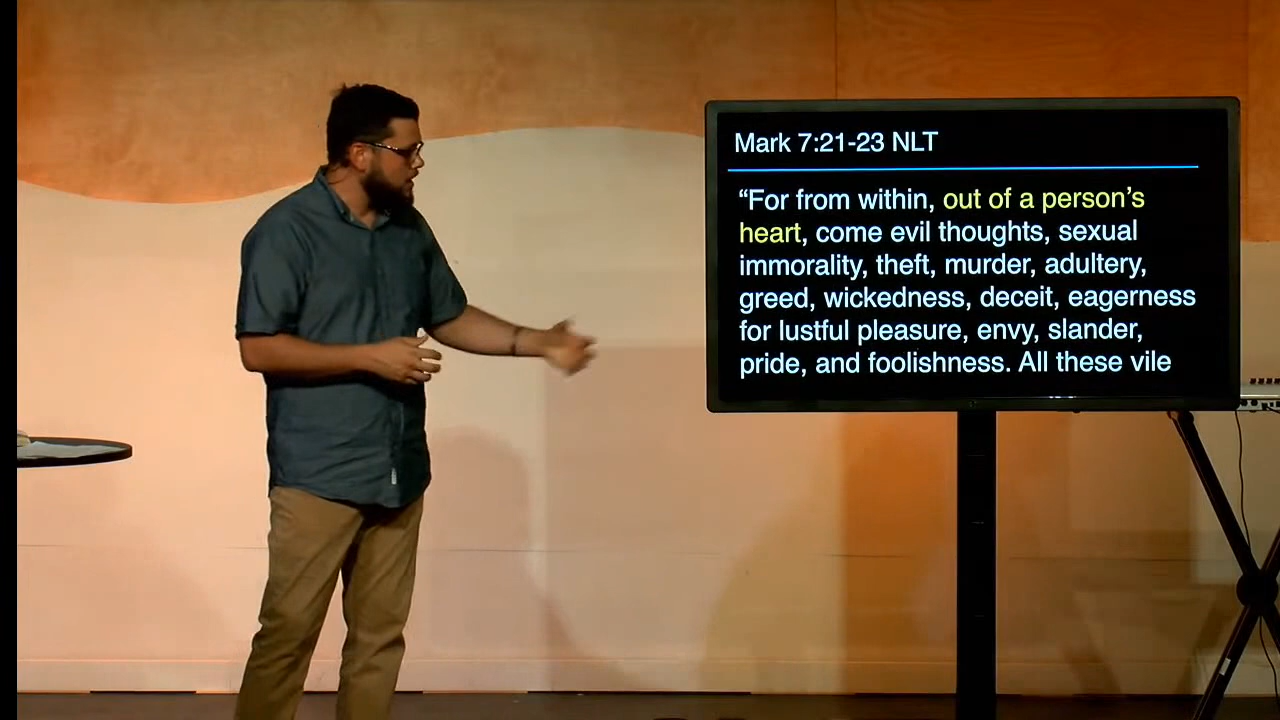 Mark 7:21-23 NLT
“For from within, out of a person’s
heart, come evil thoughts, sexual
immorality, theft, murder, adultery,
greed, wickedness, deceit, eagerness
for lustful pleasure, envy, slander,
pride, and foolishness. All these vile